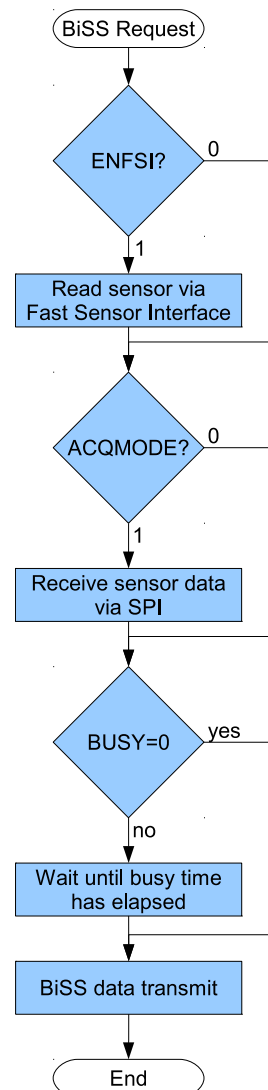 BiSS Request
ENFSI?
0
1
Read sensor via
Fast Sensor Interface
ACQMODE?
0
1
Receive sensor data
via SPI
BUSY=0
yes
no
Wait until busy time
has elapsed
BiSS data transmit
End